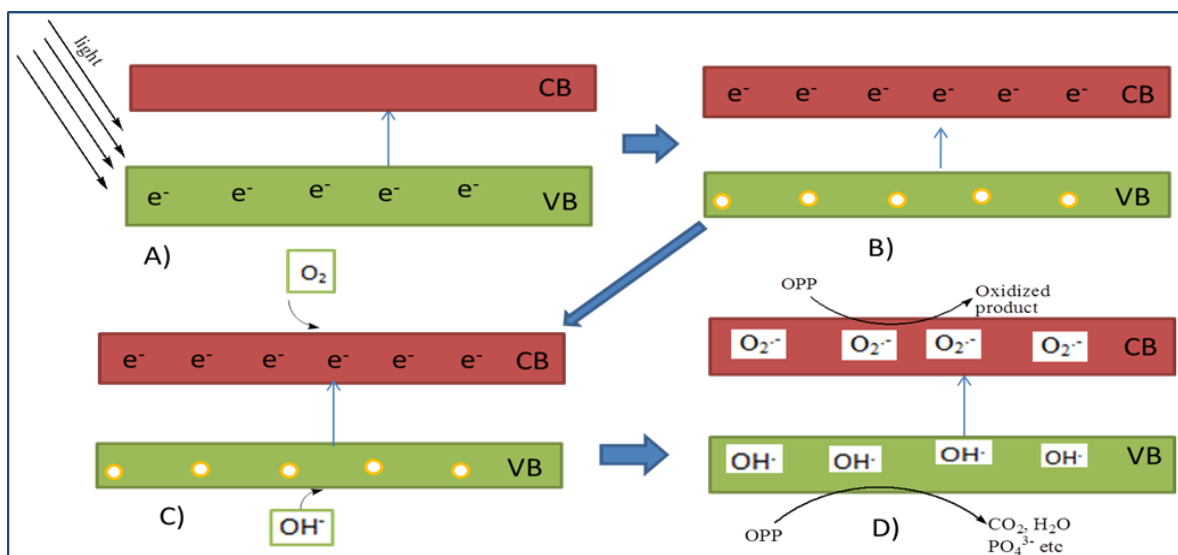 light
CB
e⁻ e⁻ e⁻ e⁻ e⁻
VB
A)
e⁻ e⁻ e⁻ e⁻ e⁻ e⁻ CB
VB
B)
O₂
e⁻ e⁻ e⁻ e⁻ e⁻ e⁻ CB
VB
C)
OH⁻
OPP
Oxidized
product
O₂·⁻ O₂·⁻ O₂·⁻ O₂·⁻ CB
OH· OH· OH· OH· VB
OPP
D)
CO₂, H₂O
PO₄³⁻ etc